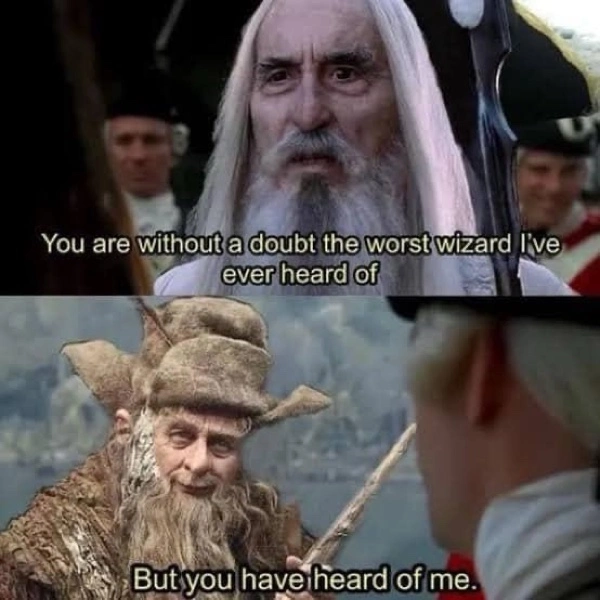 You are without a doubt the worst wizard I've
ever heard of
But you have heard of me.